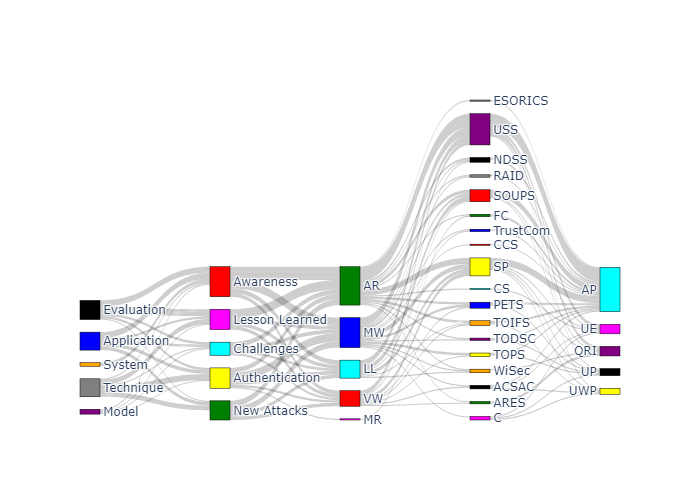 Evaluation
Application
System
Technique
Model
Awareness
Lesson Learned
Challenges
Authentication
New Attacks
AR
MW
LL
VW
MR
ESORICS
USS
NDSS
RAID
SOUPS
FC
TrustCom
CCS
SP
CS
PETS
TOIFS
TODSC
TOPS
WiSec
ACSAC
ARES
C
AP
UE
QRI
UP
UWP